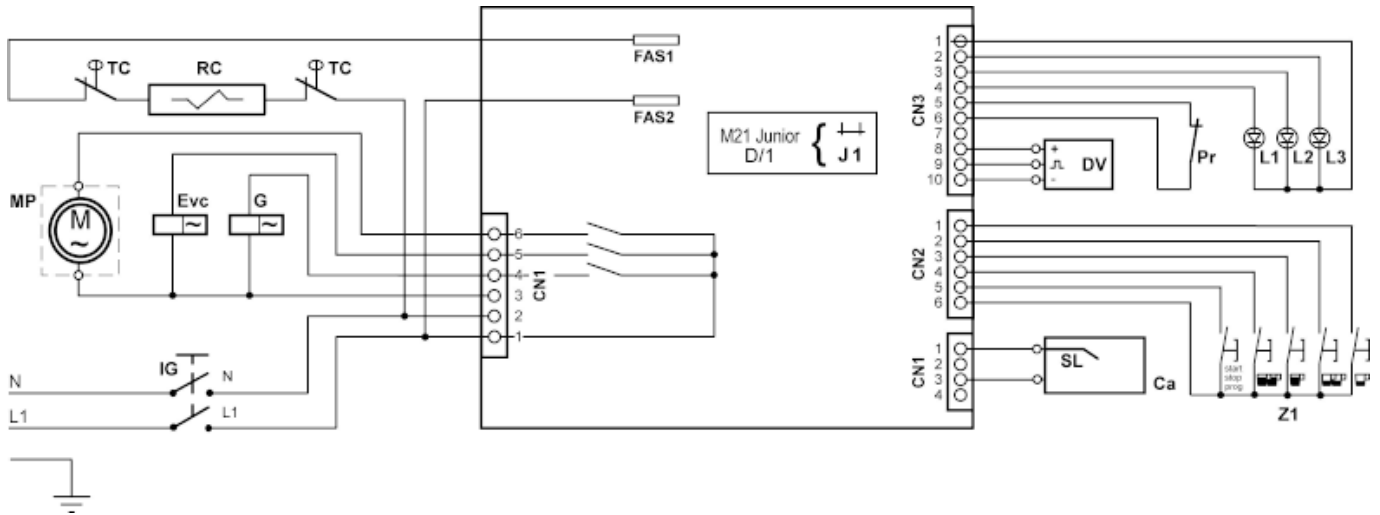 FAS1
TC
RC
TC
FAS2
M21 Junior
D/1
J1
MP
M
Evc
G
6
5
4
3
2
1
CN1
IG
N
N
L1
L1
CN3
1
2
3
4
5
6
7
8
9
10
+
-
DV
Pr
L1
L2
L3
CN2
1
2
3
4
5
6
CN1
1
2
3
4
SL
Ca
start
stop
prog
Z1